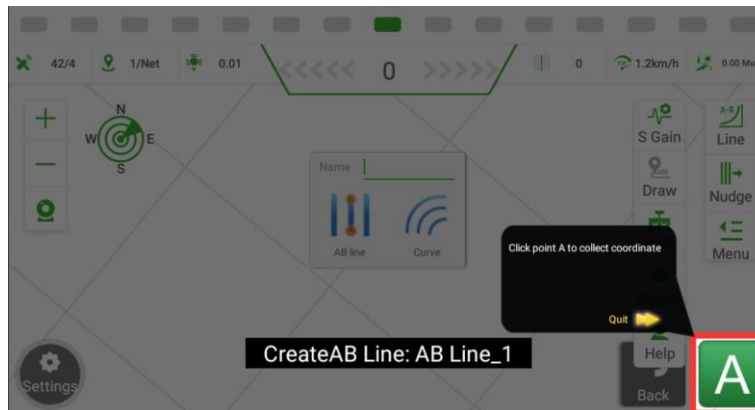 42/4
1/Net
0.01
<<<<< 0 >>>>>
0
1.2km/h
0.00 Mu
N
W E
S
S Gain
A-B
Line
Draw
Nudge
Menu
Name
AB line
Curve
Click point A to collect coordinate
Quit
CreateAB Line: AB Line_1
Help
Settings
Back
A